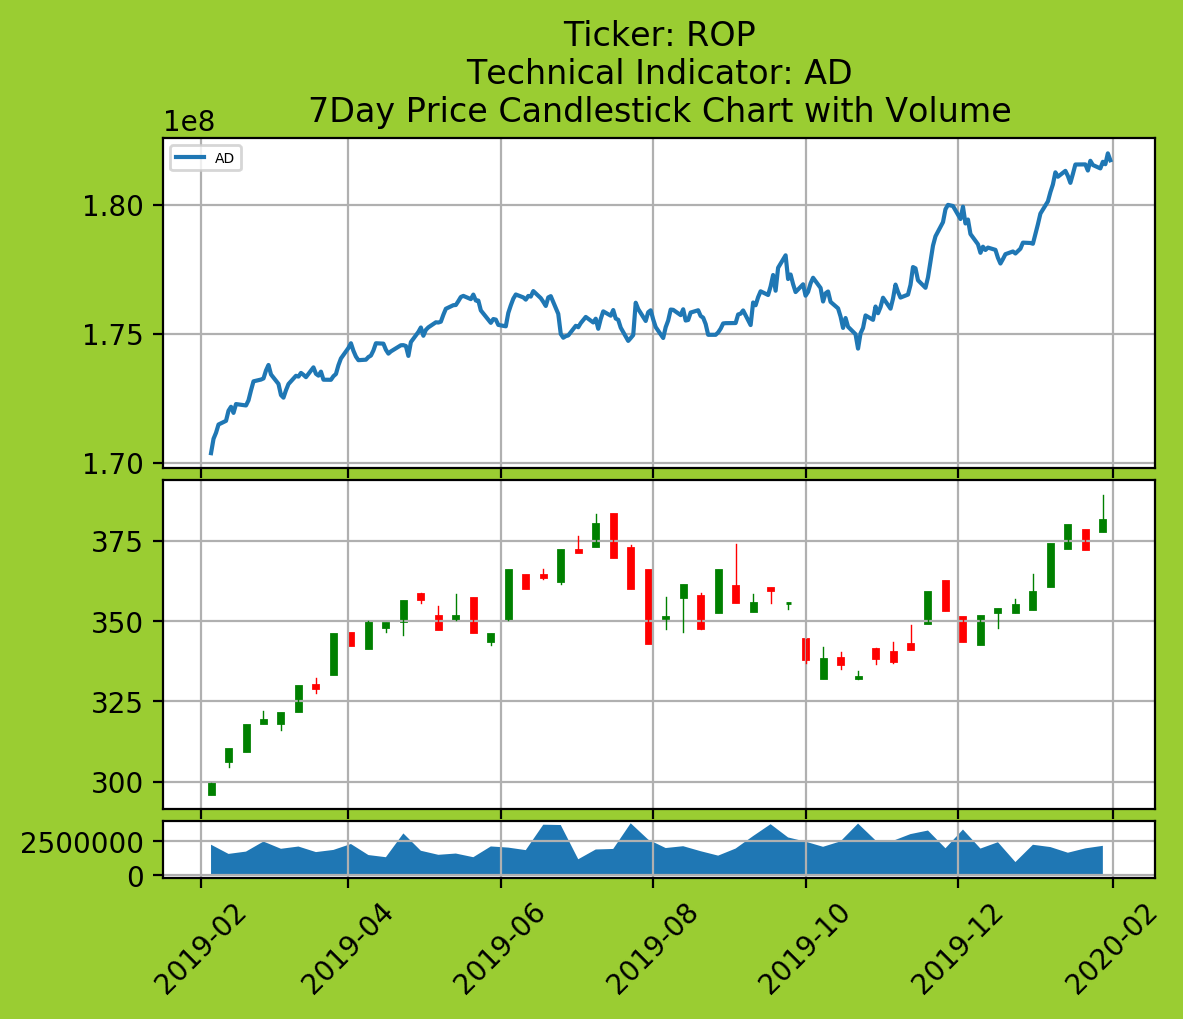 Ticker: ROP
Technical Indicator: AD
7Day Price Candlestick Chart with Volume
1e8
AD
1.80
1.75
1.70
375
350
325
300
2500000
0
2019-02 2019-04 2019-06 2019-08 2019-10 2019-12 2020-02